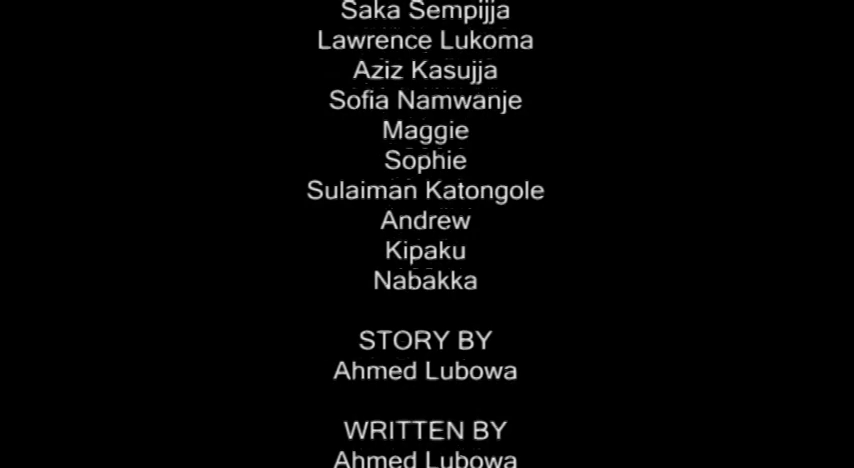 Saka Sempijja
Lawrence Lukoma
Aziz Kasujja
Sofia Namwanje
Maggie
Sophie
Sulaiman Katongole
Andrew
Kipaku
Nabakka
STORY BY
Ahmed Lubowa
WRITTEN BY
Ahmed Lubowa